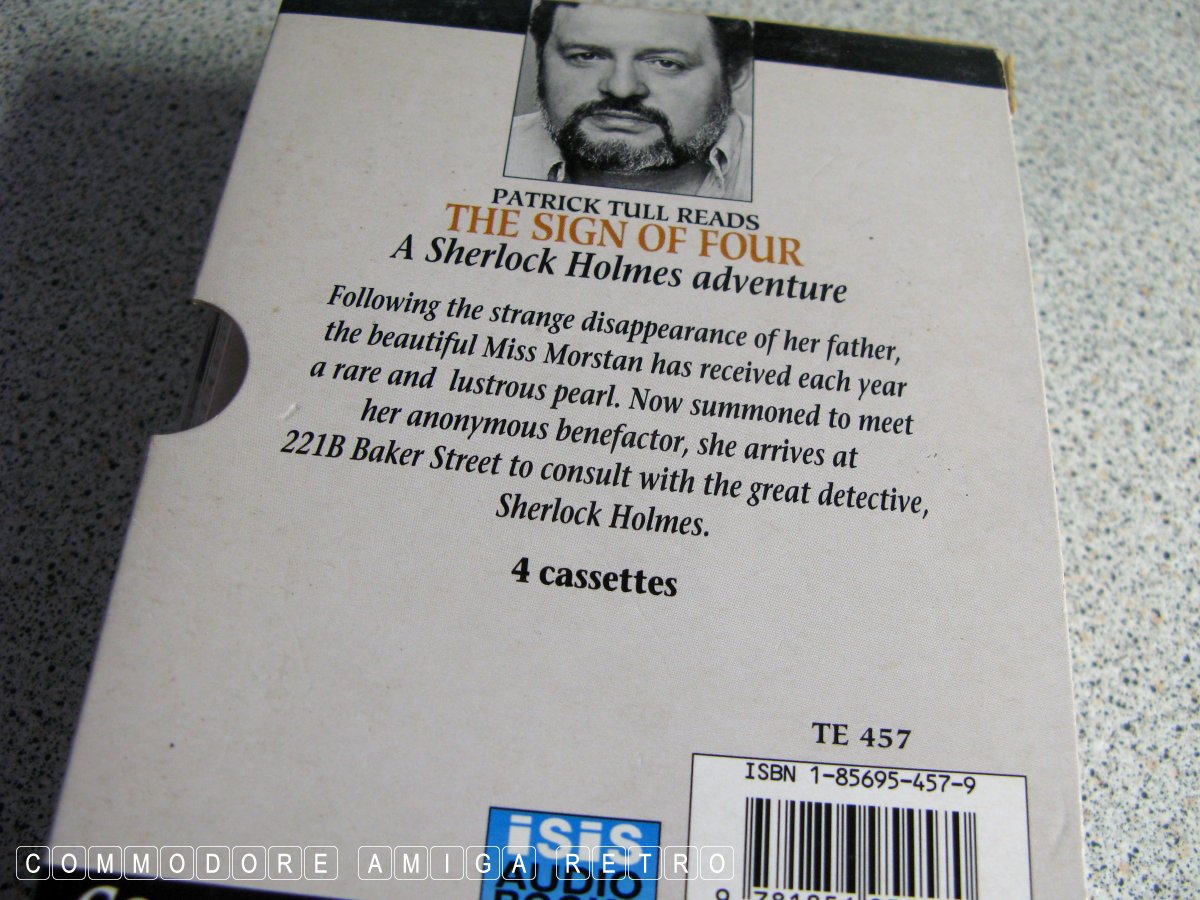 PATRICK TULL READS
THE SIGN OF FOUR
A Sherlock Holmes adventure
Following the strange disappearance of her father,
the beautiful Miss Morstan has received each year
a rare and lustrous pearl. Now summoned to meet
her anonymous benefactor, she arrives at
221B Baker Street to consult with the great detective,
Sherlock Holmes.
4 cassettes
TE 457
ISBN 1-85695-457-9
isis
AUDIO
COMMODORE AMIGA RETRO